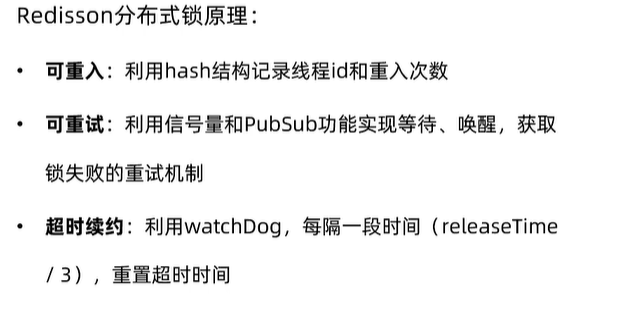 Redisson分布式锁原理：
• 可重入：利用hash结构记录线程id和重入次数
• 可重试：利用信号量和PubSub功能实现等待、唤醒，获取
锁失败的重试机制
• 超时续约：利用watchDog，每隔一段时间（releaseTime
/ 3），重置超时时间